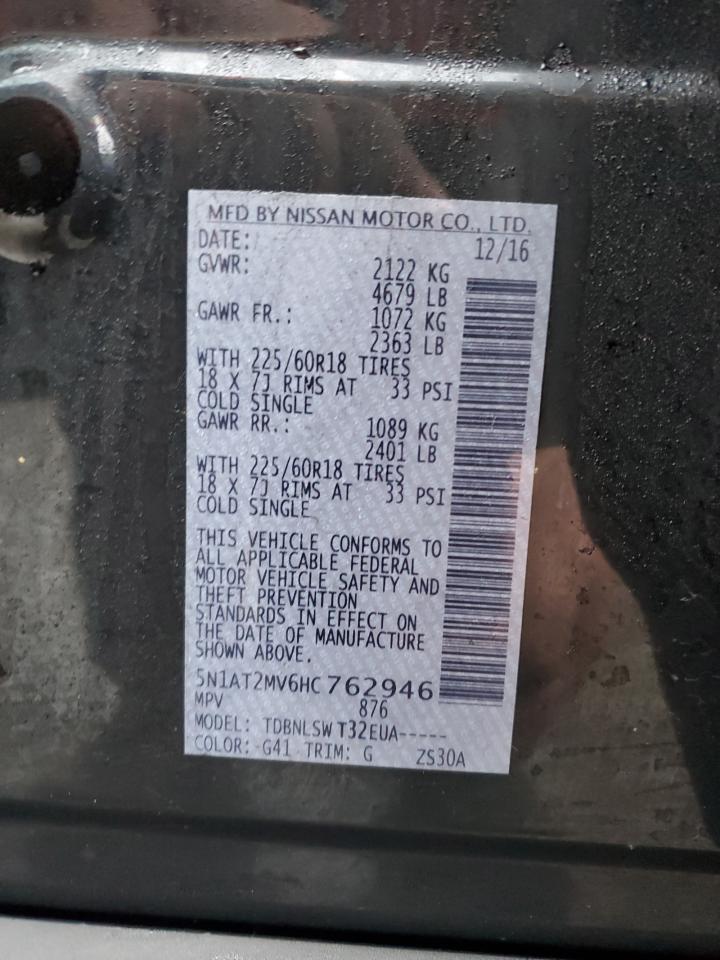 MFD BY NISSAN MOTOR CO., LTD.
DATE: 12/16
GVWR: 2122 KG
4679 LB
GAWR FR.: 1072 KG
2363 LB
WITH 225/60R18 TIRES
18 X 7J RIMS AT 33 PSI
COLD SINGLE
GAWR RR.: 1089 KG
2401 LB
WITH 225/60R18 TIRES
18 X 7J RIMS AT 33 PSI
COLD SINGLE
THIS VEHICLE CONFORMS TO
ALL APPLICABLE FEDERAL
MOTOR VEHICLE SAFETY AND
THEFT PREVENTION
STANDARDS IN EFFECT ON
THE DATE OF MANUFACTURE
SHOWN ABOVE.
5N1AT2MV6HC762946
MPV 876
MODEL: TDBNLSW T32EUA-----
COLOR: G41 TRIM: G ZS30A